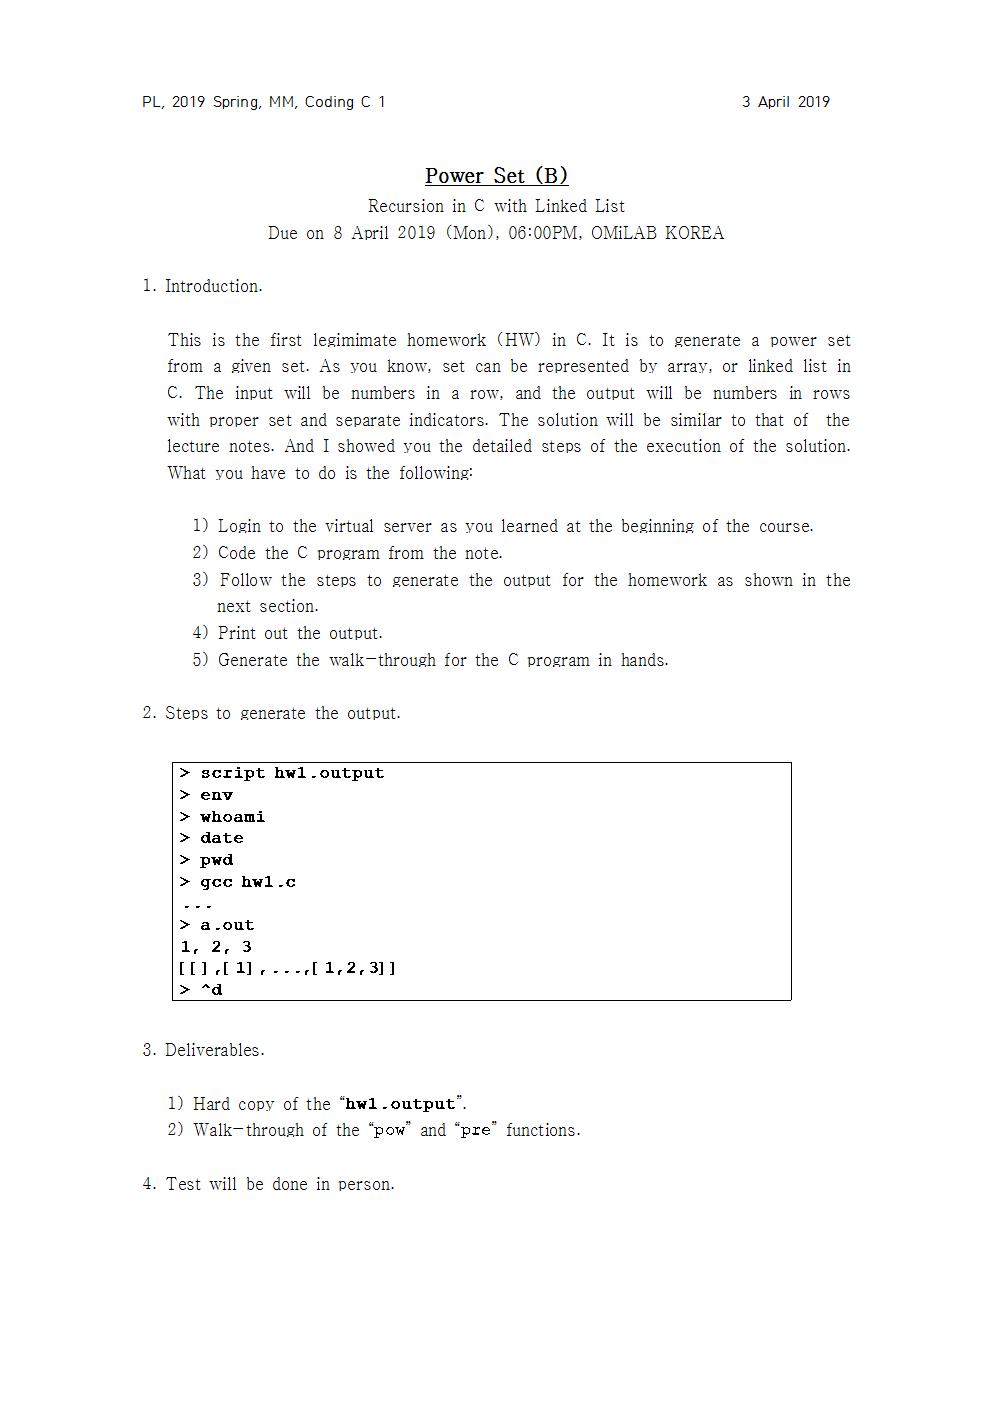 PL, 2019 Spring, MM, Coding C 1 3 April 2019
Power Set (B)
Recursion in C with Linked List
Due on 8 April 2019 (Mon), 06:00PM, OMiLAB KOREA
1. Introduction.
This is the first legimimate homework (HW) in C. It is to generate a power set
from a given set. As you know, set can be represented by array, or linked list in
C. The input will be numbers in a row, and the output will be numbers in rows
with proper set and separate indicators. The solution will be similar to that of the
lecture notes. And I showed you the detailed steps of the execution of the solution.
What you have to do is the following:
1) Login to the virtual server as you learned at the beginning of the course.
2) Code the C program from the note.
3) Follow the steps to generate the output for the homework as shown in the
next section.
4) Print out the output.
5) Generate the walk-through for the C program in hands.
2. Steps to generate the output.
> script hw1.output
> env
> whoami
> date
> pwd
> gcc hw1.c
...
> a.out
1, 2, 3
[[],[1],...,[1,2,3]]
> ^d
3. Deliverables.
1) Hard copy of the “hw1.output”.
2) Walk-through of the “pow” and “pre” functions.
4. Test will be done in person.